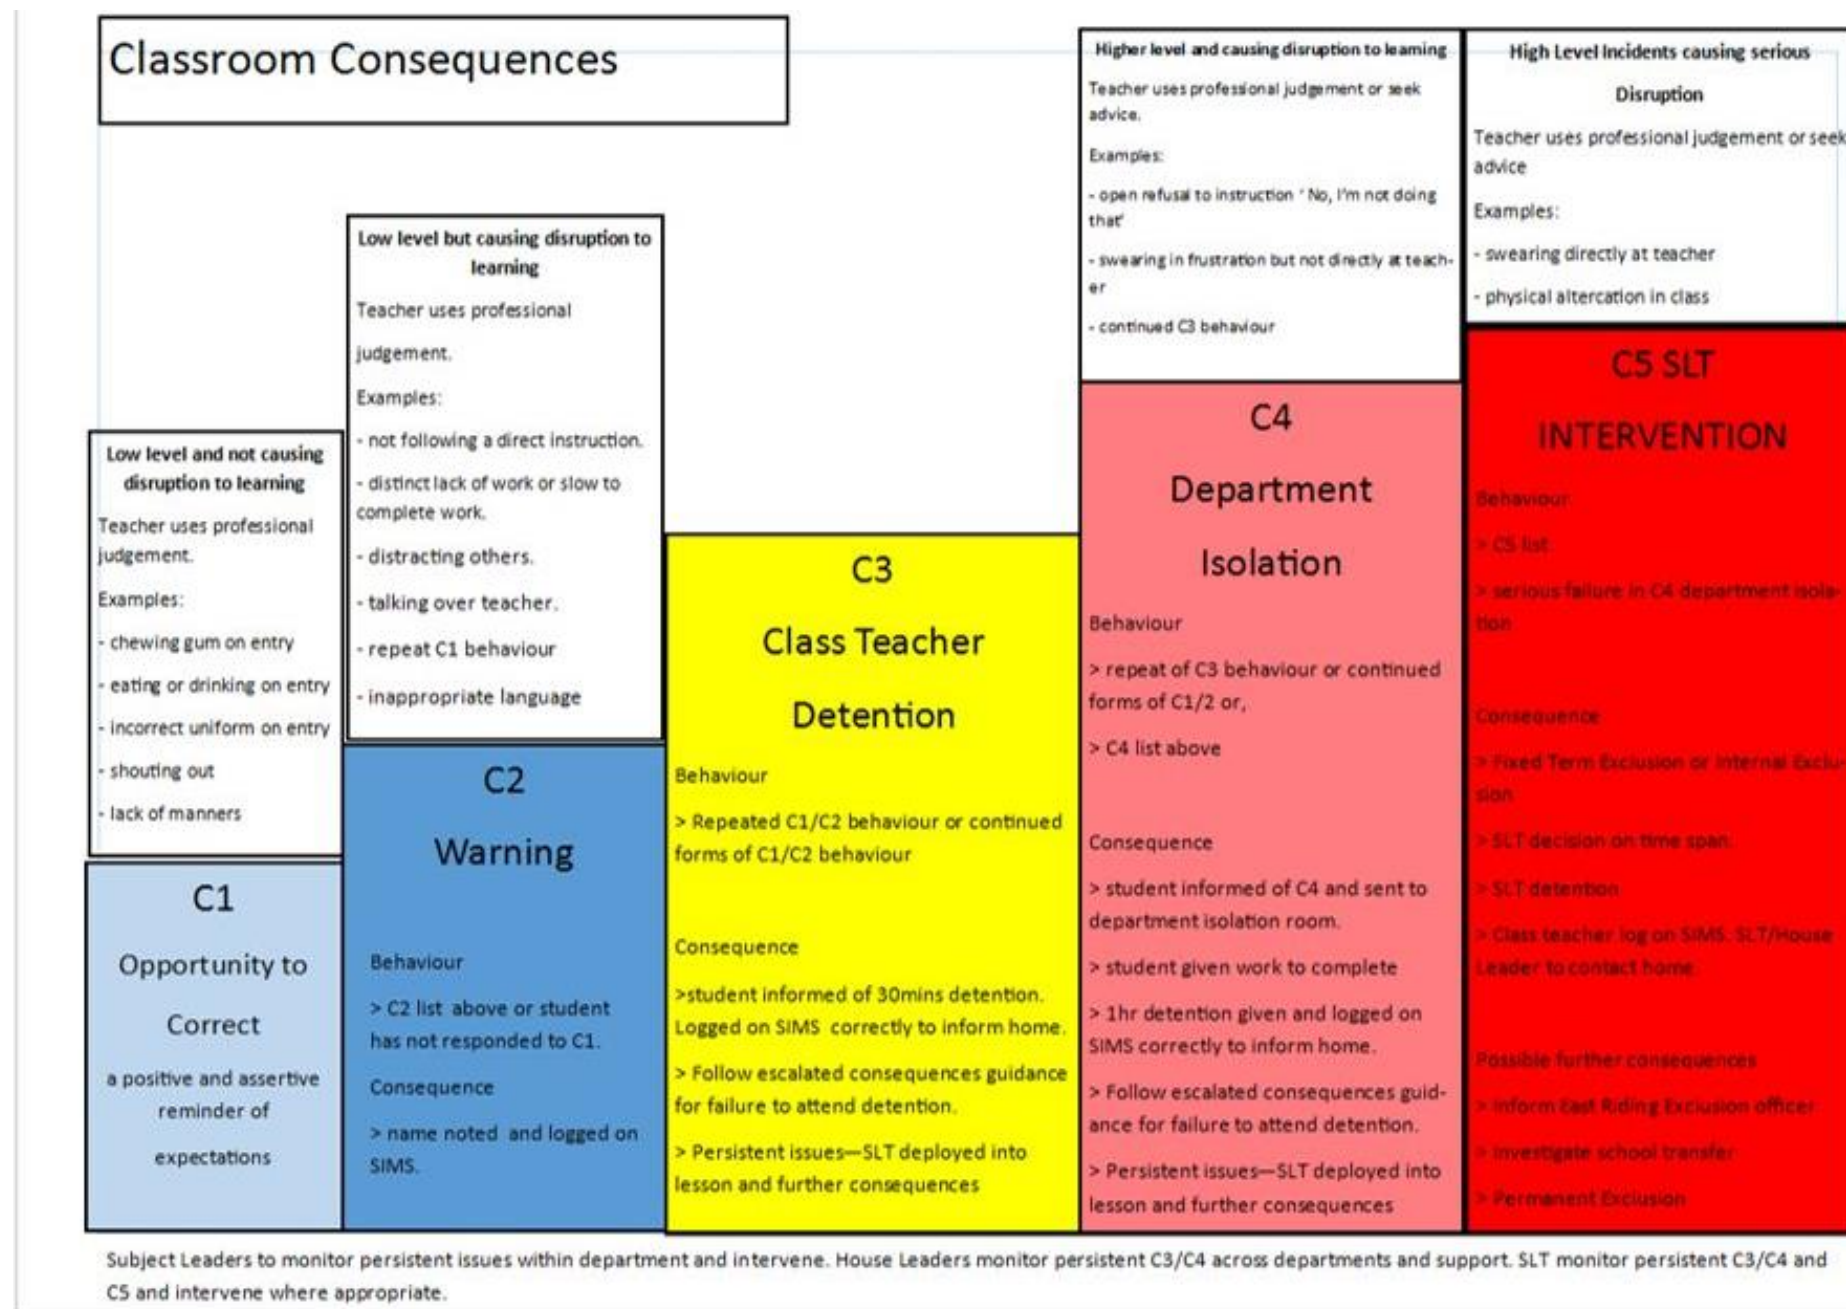 Classroom Consequences
Low level and not causing
disruption to learning
Teacher uses professional
judgement.
Examples:
- chewing gum on entry
- eating or drinking on entry
- incorrect uniform on entry
- shouting out
- lack of manners
C1
Opportunity to
Correct
a positive and assertive
reminder of
expectations
Low level but causing disruption to
learning
Teacher uses professional
judgement.
Examples:
- not following a direct instruction.
- distinct lack of work or slow to
complete work.
- distracting others.
- talking over teacher.
- repeat C1 behaviour
- inappropriate language
C2
Warning
Behaviour
> C2 list above or student
has not responded to C1.
Consequence
> name noted and logged on
SIMS.
C3
Class Teacher
Detention
Behaviour
> Repeated C1/C2 behaviour or continued
forms of C1/C2 behaviour
Consequence
>student informed of 30mins detention.
Logged on SIMS correctly to inform home.
> Follow escalated consequences guidance
for failure to attend detention.
> Persistent issues—SLT deployed into
lesson and further consequences
Higher level and causing disruption to learning
Teacher uses professional judgement or seek
advice.
Examples:
- open refusal to instruction ' No, I'm not doing
that'
- swearing in frustration but not directly at teach-
er
- continued C3 behaviour
C4
Department
Isolation
Behaviour
> repeat of C3 behaviour or continued
forms of C1/2 or,
> C4 list above
Consequence
> student informed of C4 and sent to
department isolation room.
> student given work to complete
> 1hr detention given and logged on
SIMS correctly to inform home.
> Follow escalated consequences guid-
ance for failure to attend detention.
> Persistent issues—SLT deployed into
lesson and further consequences
High Level Incidents causing serious
Disruption
Teacher uses professional judgement or seek
advice
Examples:
- swearing directly at teacher
- physical altercation in class
C5 SLT
INTERVENTION
Behaviour
> C5 list
> serious failure in C4 department isola-
tion
Consequence
> Fixed Term Exclusion or Internal Exclu-
sion
> SLT decision on time span.
> SLT detention
> Class teacher log on SIMS. SLT/House
Leader to contact home.
Possible further consequences
> Inform East Riding Exclusion officer
> Investigate school transfer
> Permanent Exclusion
Subject Leaders to monitor persistent issues within department and intervene. House Leaders monitor persistent C3/C4 across departments and support. SLT monitor persistent C3/C4 and
C5 and intervene where appropriate.